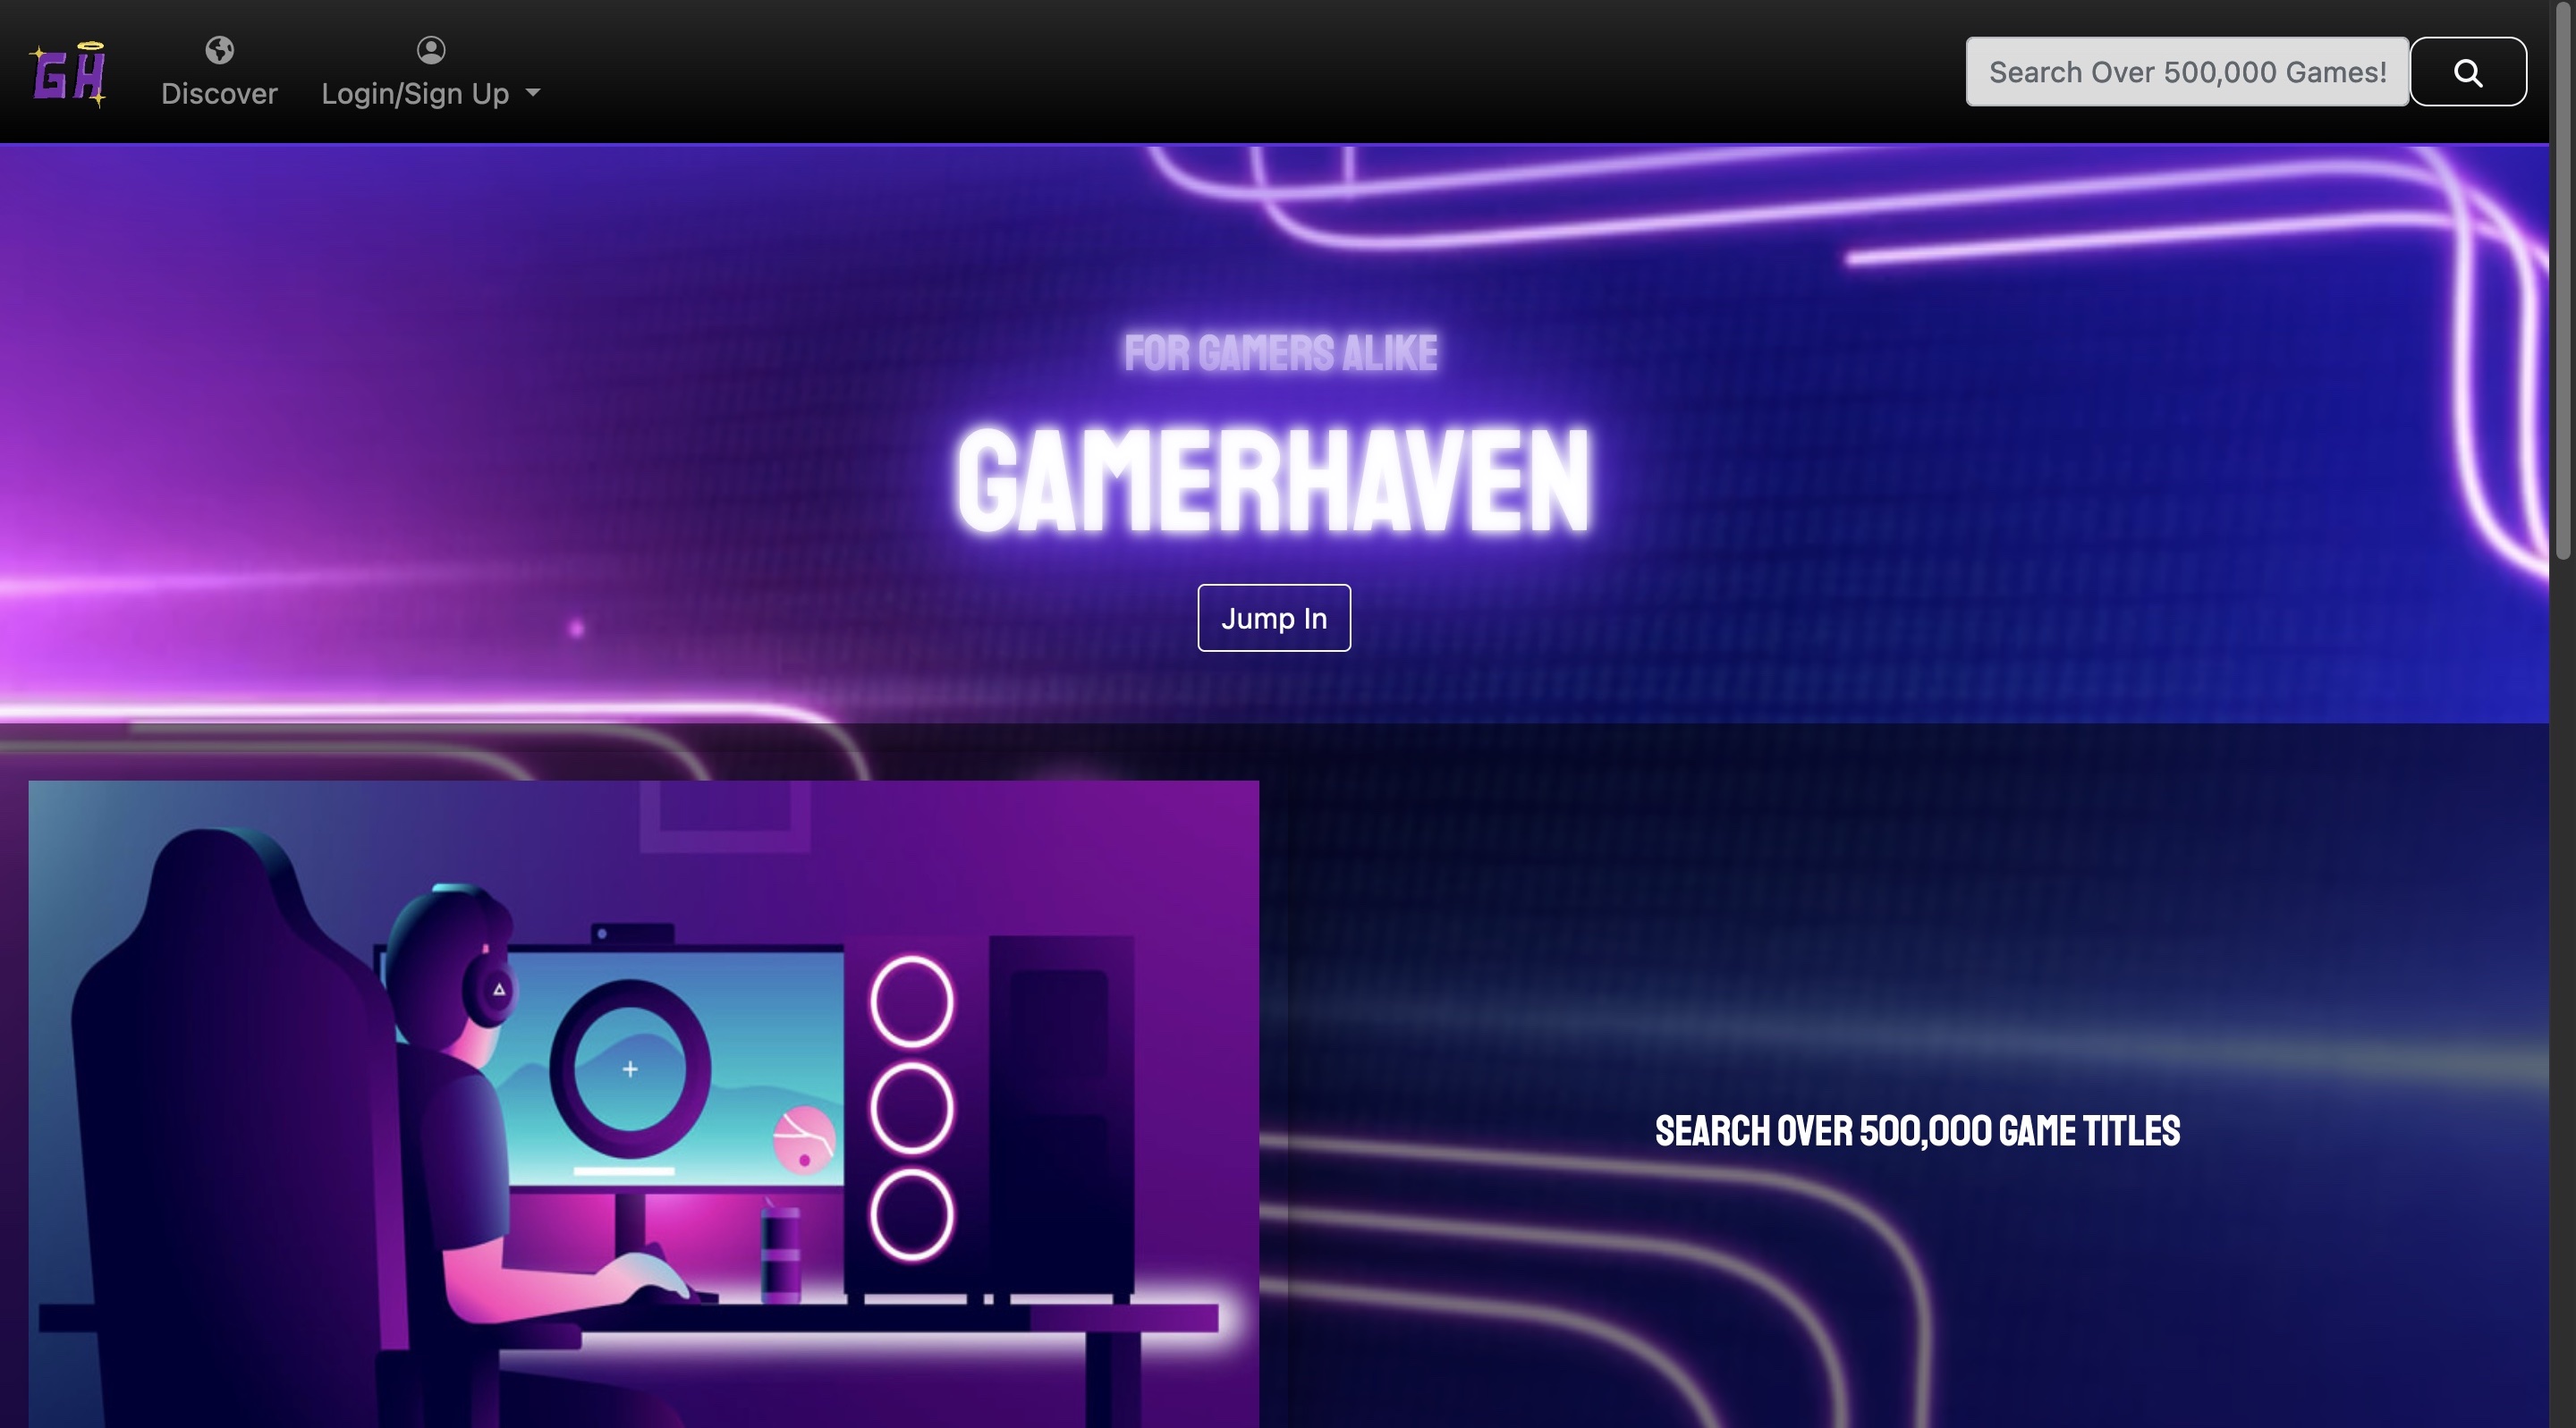 GH
Discover
Login/Sign Up
Search Over 500,000 Games!
FOR GAMERS ALIKE
GAMERHAVEN
Jump In
SEARCH OVER 500,000 GAME TITLES